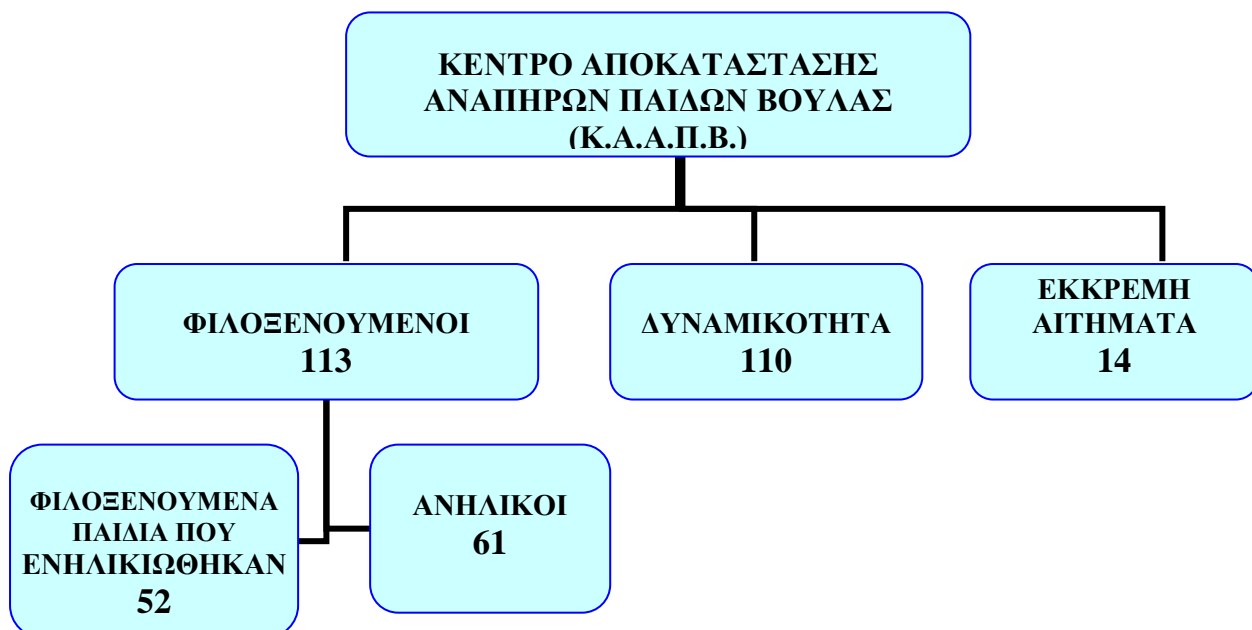 ΚΕΝΤΡΟ ΑΠΟΚΑΤΑΣΤΑΣΗΣ
ΑΝΑΠΗΡΩΝ ΠΑΙΔΩΝ ΒΟΥΛΑΣ
(Κ.Α.Α.Π.Β.)
ΦΙΛΟΞΕΝΟΥΜΕΝΟΙ
113
ΔΥΝΑΜΙΚΟΤΗΤΑ
110
ΕΚΚΡΕΜΗ
ΑΙΤΗΜΑΤΑ
14
ΦΙΛΟΞΕΝΟΥΜΕΝΑ
ΠΑΙΔΙΑ ΠΟΥ
ΕΝΗΛΙΚΙΩΘΗΚΑΝ
52
ΑΝΗΛΙΚΟΙ
61